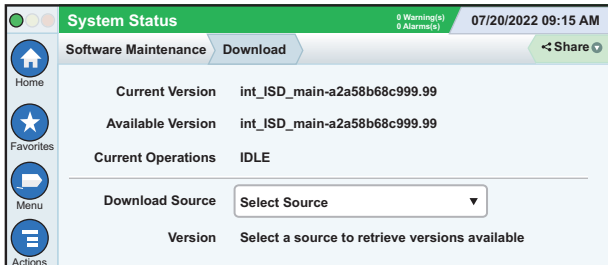 System Status
0 Warning(s)
0 Alarms(s)
07/20/2022 09:15 AM
Software Maintenance
Download
Share
Home
Current Version int_ISD_main-a2a58b68c999.99
Available Version int_ISD_main-a2a58b68c999.99
Favorites
Current Operations IDLE
Menu
Download Source Select Source
Version Select a source to retrieve versions available
Actions